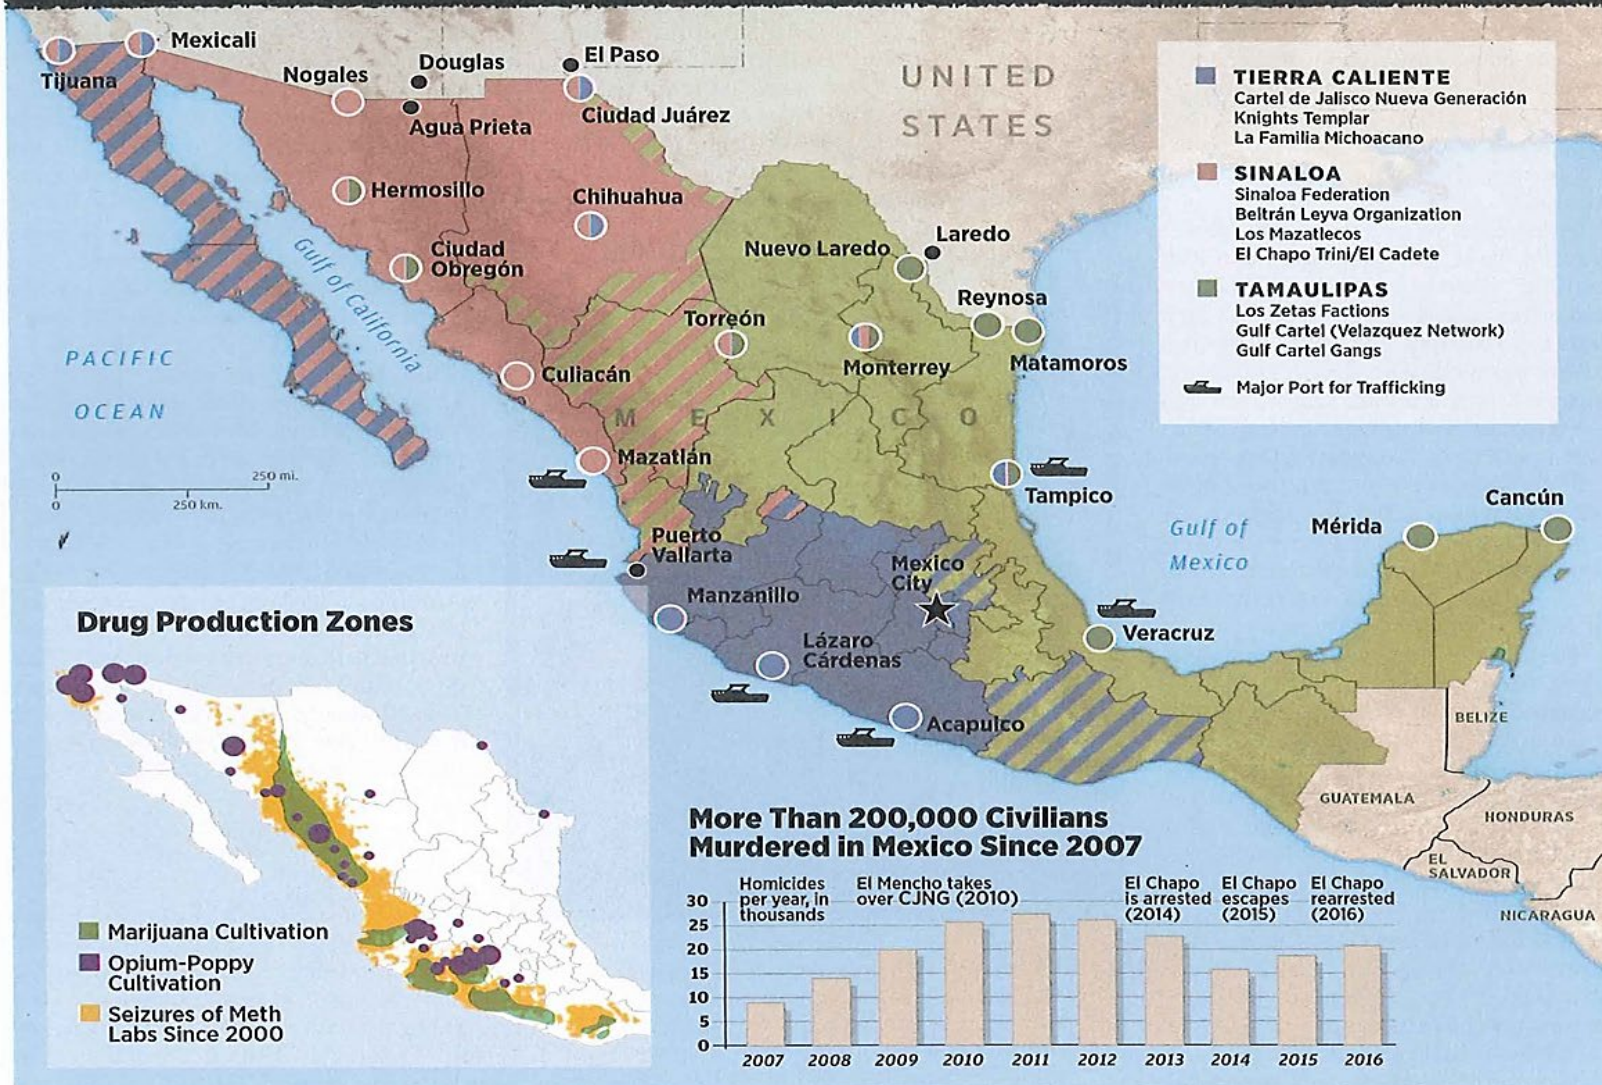 Tijuana
Mexicali
Nogales
Douglas
Agua Prieta
El Paso
Ciudad Juárez
UNITED
STATES
Hermosillo
Chihuahua
Ciudad
Obregón
Gulf of California
Nuevo Laredo
Laredo
Reynosa
Matamoros
Torreón
Monterrey
Culiacán
PACIFIC
OCEAN
MEXICO
Mazatlán
0 250 mi.
0 250 km.
Tampico
Puerto
Vallarta
Mexico
City
Manzanillo
Lázaro
Cárdenas
Acapulco
Veracruz
Gulf of
Mexico
Mérida
Cancún
BELIZE
GUATEMALA
HONDURAS
EL
SALVADOR
NICARAGUA
TIERRA CALIENTE
Cartel de Jalisco Nueva Generación
Knights Templar
La Familia Michoacano
SINALOA
Sinaloa Federation
Beltrán Leyva Organization
Los Mazatlecos
El Chapo Trini/El Cadete
TAMAULIPAS
Los Zetas Factions
Gulf Cartel (Velazquez Network)
Gulf Cartel Gangs
Major Port for Trafficking
Drug Production Zones
Marijuana Cultivation
Opium-Poppy
Cultivation
Seizures of Meth
Labs Since 2000
More Than 200,000 Civilians
Murdered in Mexico Since 2007
Homicides
per year, in
thousands
El Mencho takes
over CJNG (2010)
El Chapo
is arrested
(2014)
El Chapo
escapes
(2015)
El Chapo
rearrested
(2016)
30
25
20
15
10
5
0
2007 2008 2009 2010 2011 2012 2013 2014 2015 2016